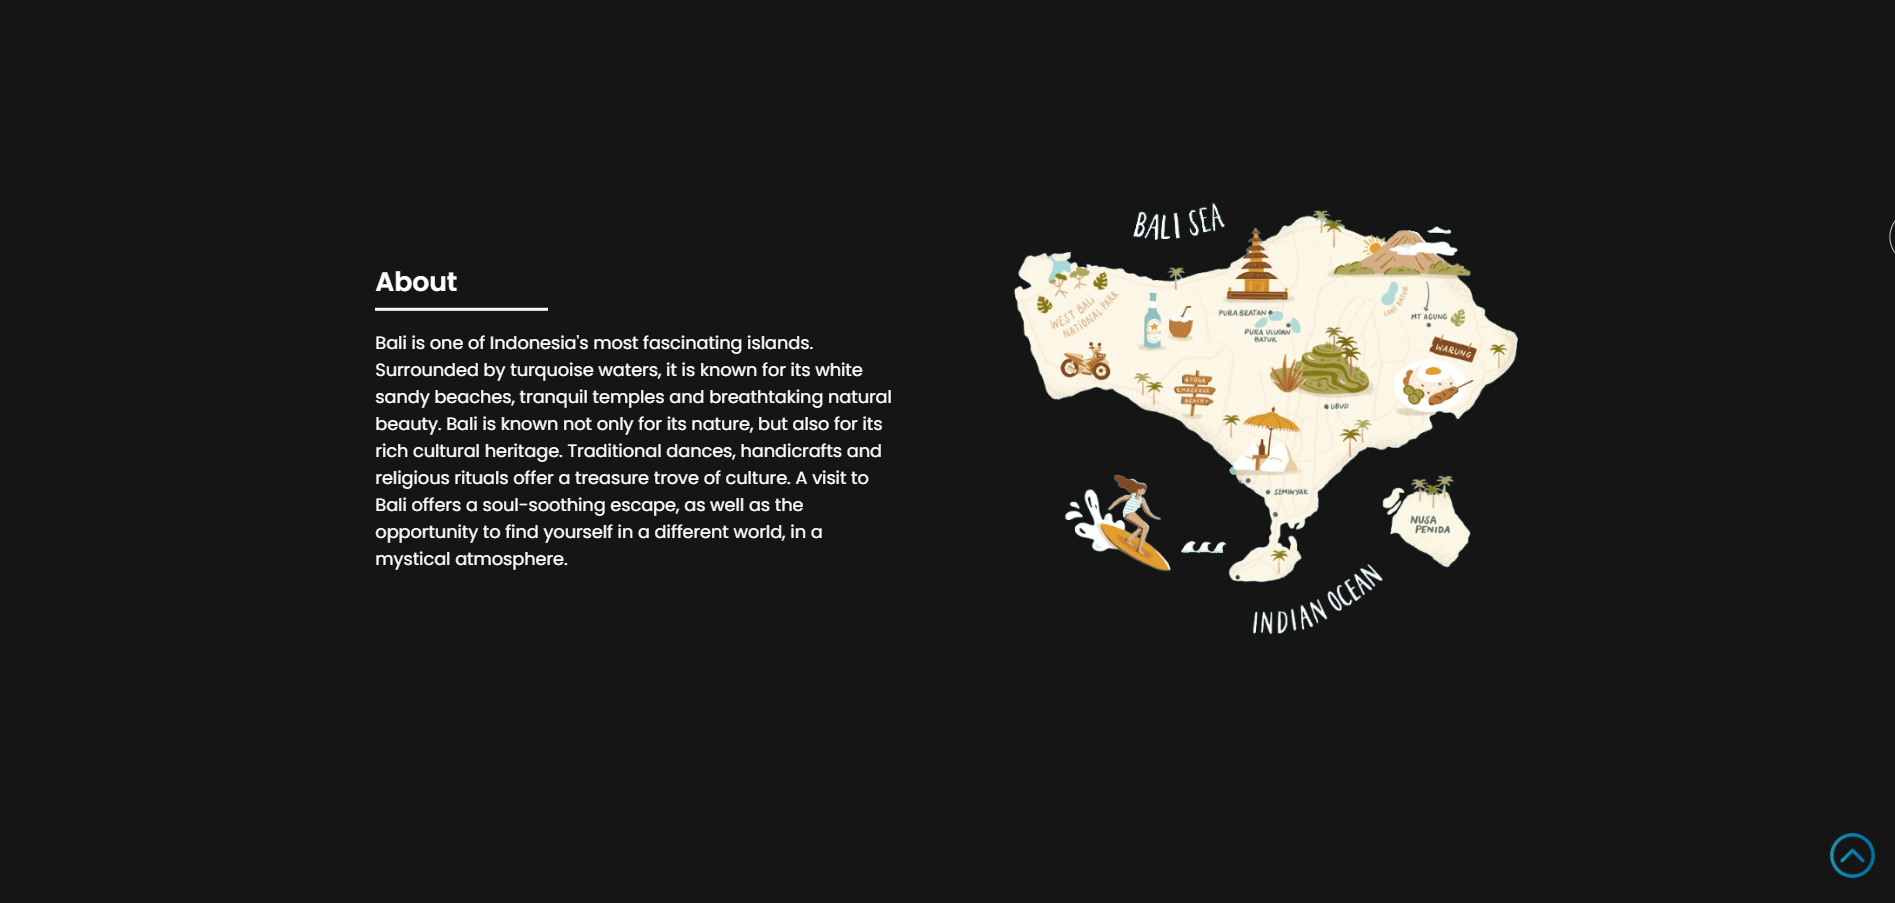 About
Bali is one of Indonesia's most fascinating islands.
Surrounded by turquoise waters, it is known for its white
sandy beaches, tranquil temples and breathtaking natural
beauty. Bali is known not only for its nature, but also for its
rich cultural heritage. Traditional dances, handicrafts and
religious rituals offer a treasure trove of culture. A visit to
Bali offers a soul-soothing escape, as well as the
opportunity to find yourself in a different world, in a
mystical atmosphere.
BALI SEA
WEST BALI
NATIONAL PARK
PURA BRATAN
PURA ULUDAN
BATUK
LAKE BATUR
MT AGUNG
WARUNG
YOGA
MASSAGE
BEACH
UBUD
SEMINYAK
NUSA
PENIDA
INDIAN OCEAN